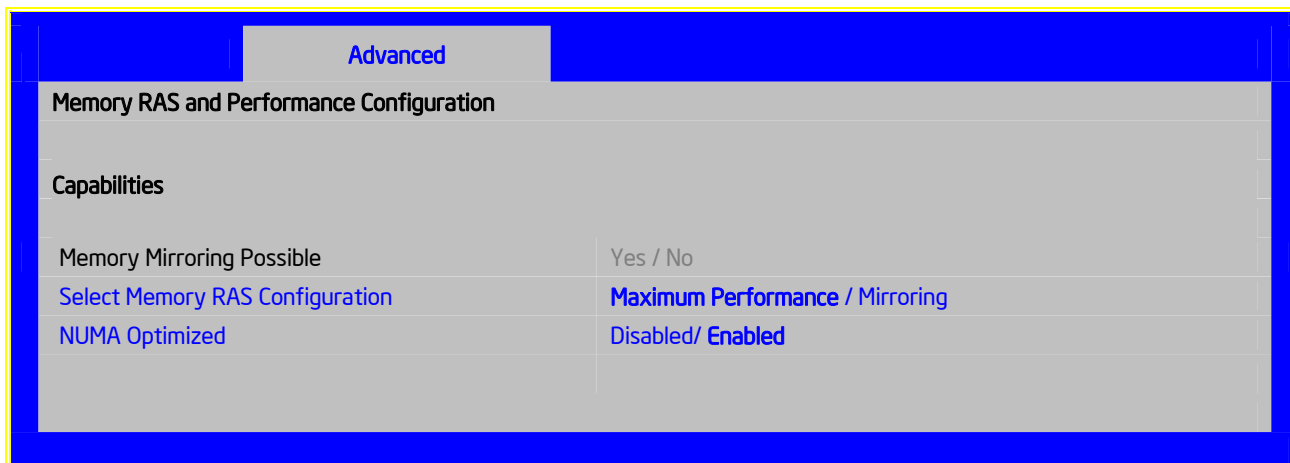 Advanced
Memory RAS and Performance Configuration
Capabilities
Memory Mirroring Possible Yes / No
Select Memory RAS Configuration Maximum Performance / Mirroring
NUMA Optimized Disabled/ Enabled